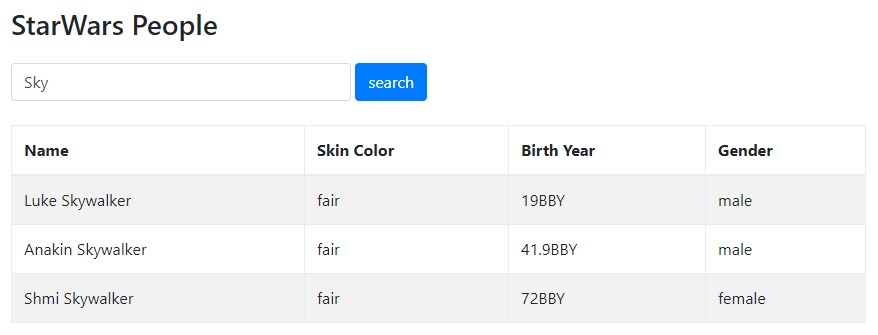 StarWars People
Sky search
Name Skin Color Birth Year Gender
Luke Skywalker fair 19BBY male
Anakin Skywalker fair 41.9BBY male
Shmi Skywalker fair 72BBY female